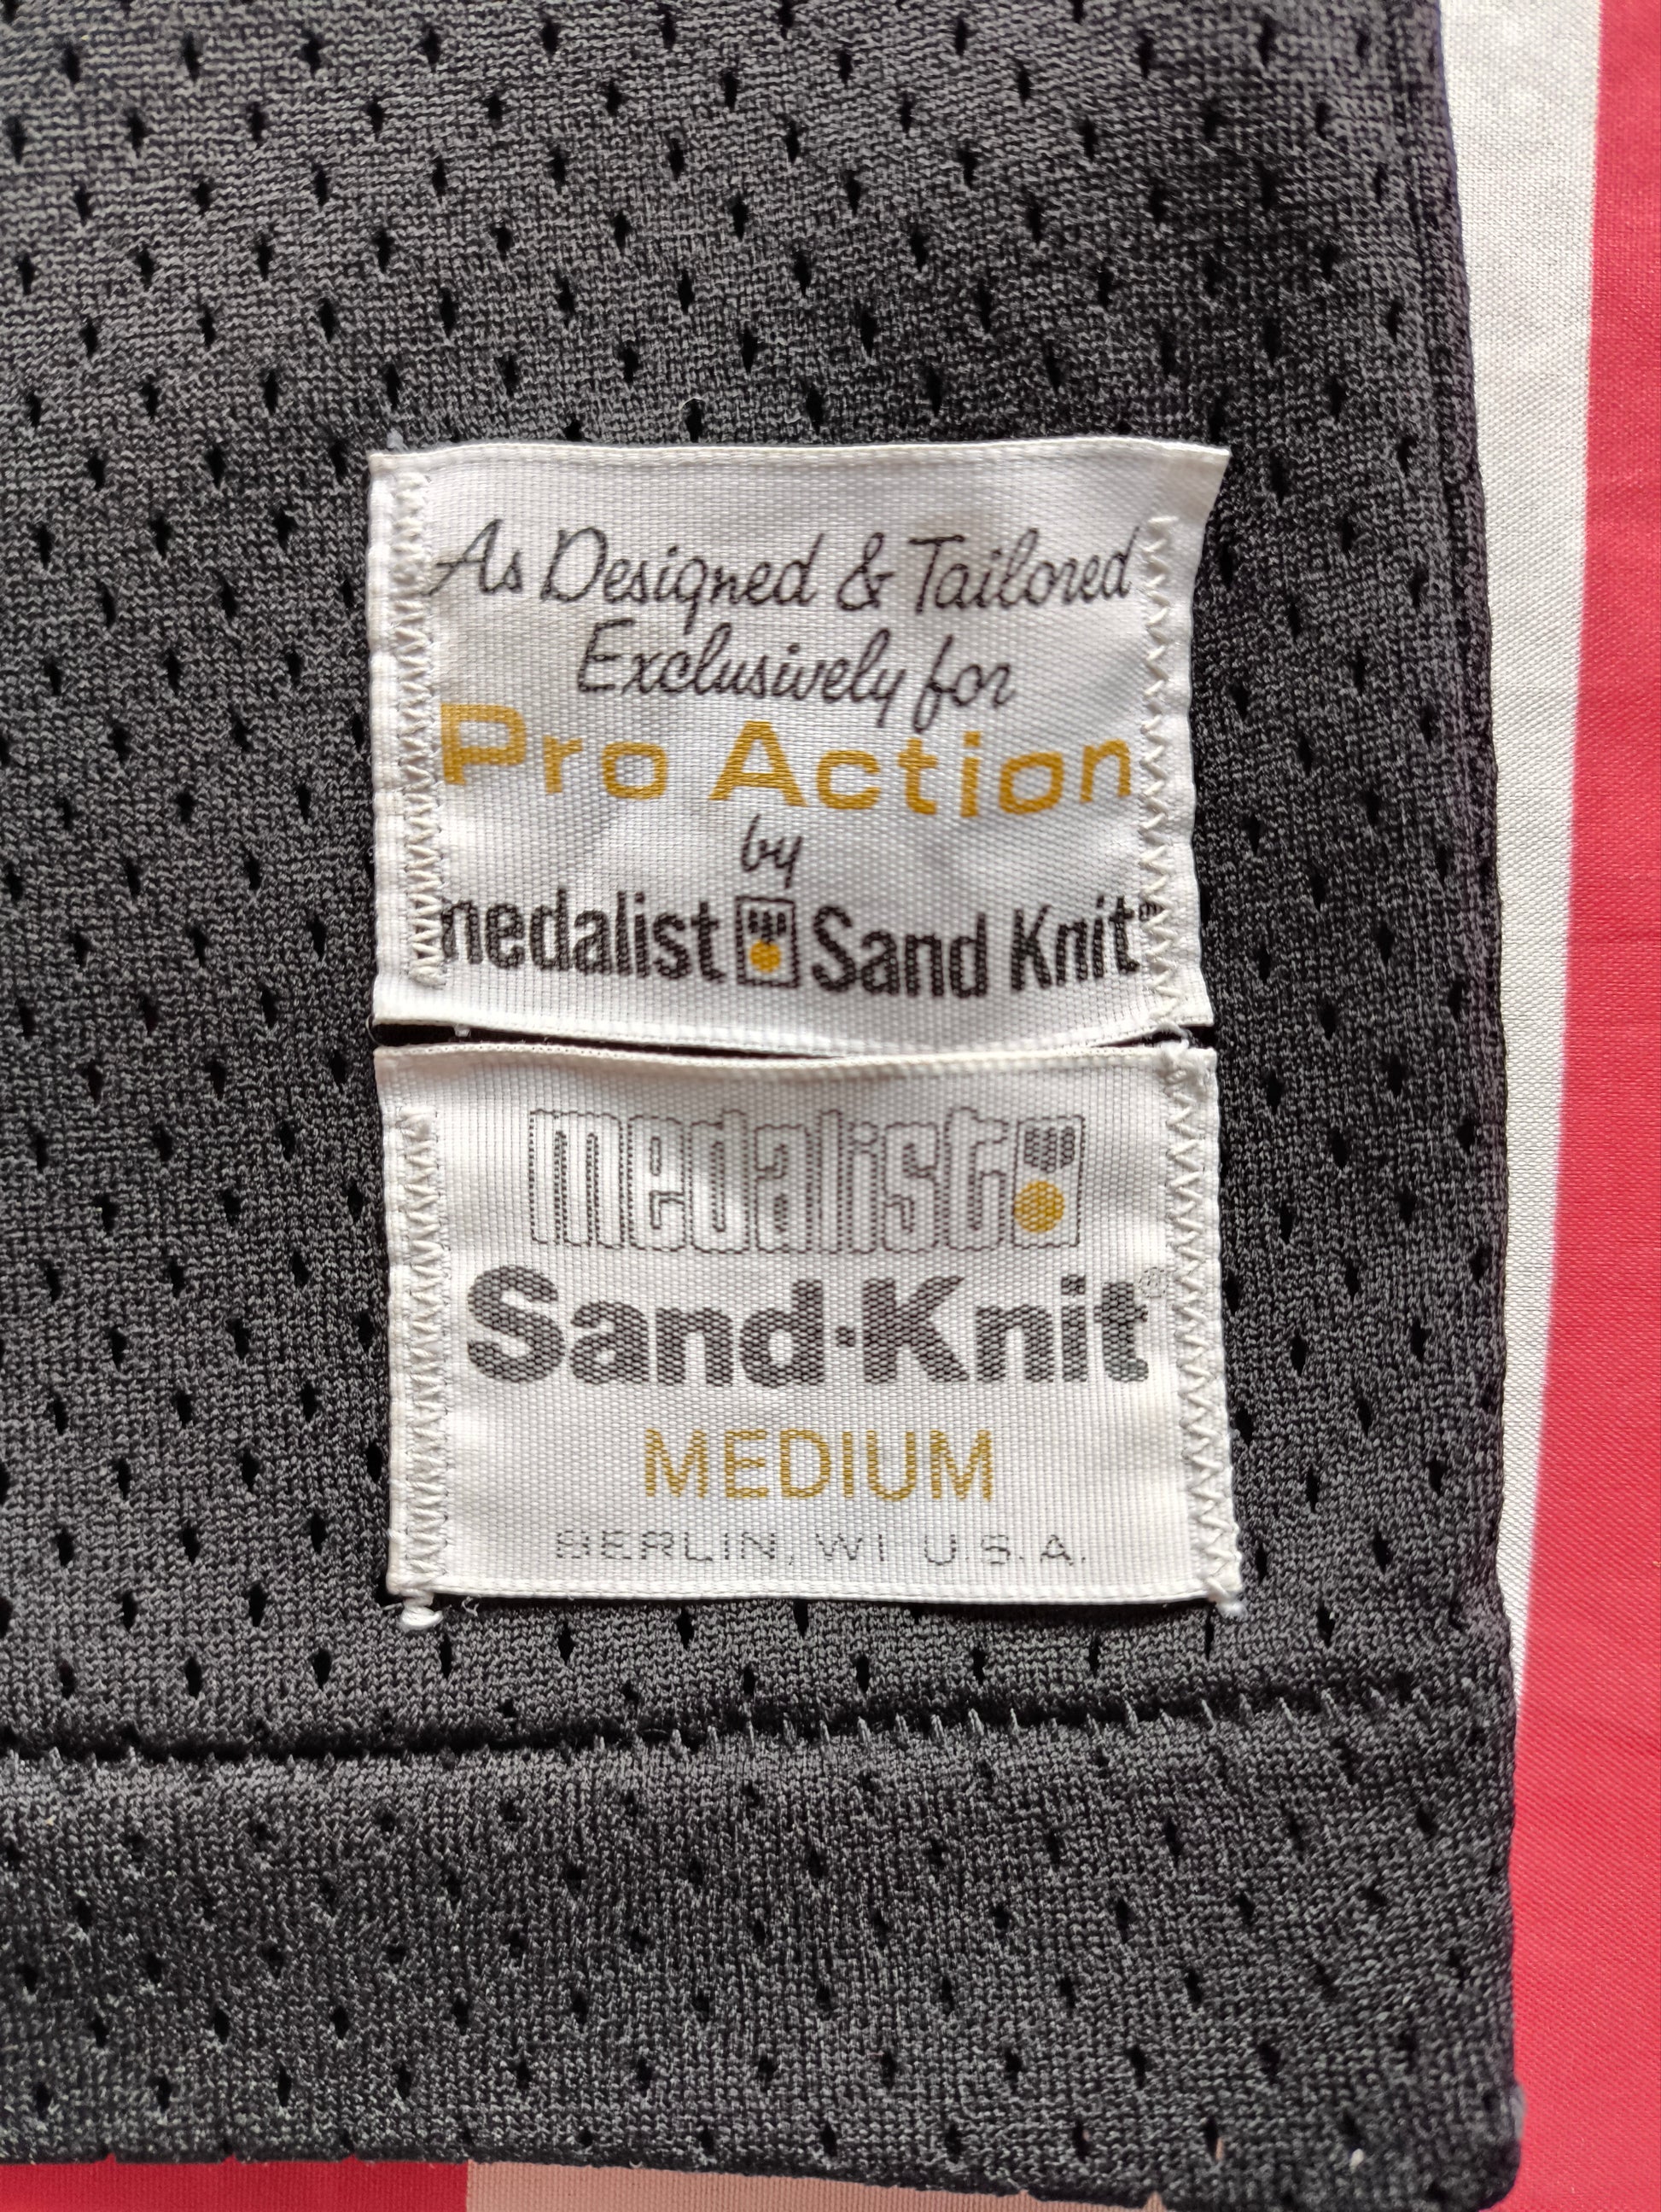 As Designed & Tailored
Exclusively for
Pro Action
by
medalist Sand Knit®
medalist
Sand·Knit®
MEDIUM
BERLIN, WI U.S.A.